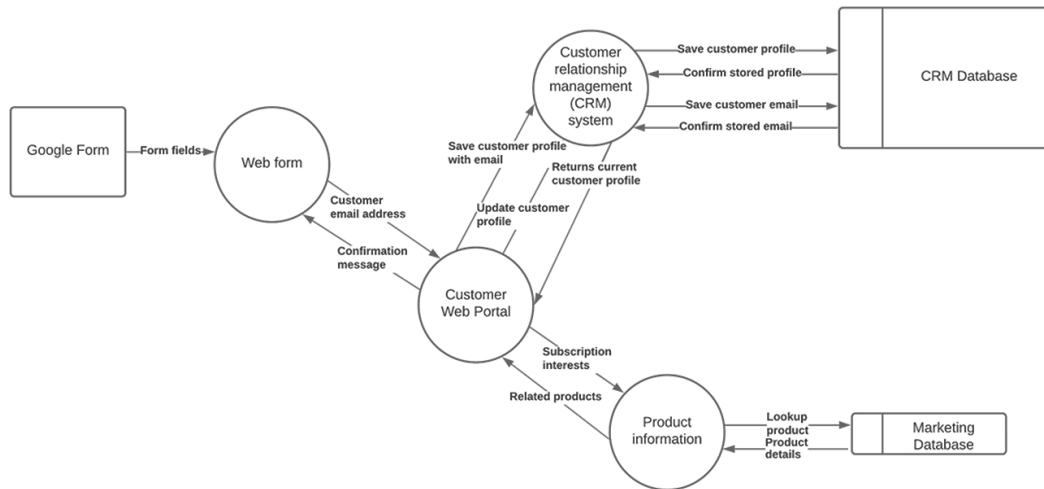 Google Form
Form fields
Web form
Customer
email address
Confirmation
message
Customer
Web Portal
Save customer profile
with email
Update customer
profile
Returns current
customer profile
Customer
relationship
management
(CRM)
system
Save customer profile
Confirm stored profile
Save customer email
Confirm stored email
CRM Database
Subscription
interests
Related products
Product
information
Lookup
product
Product
details
Marketing
Database